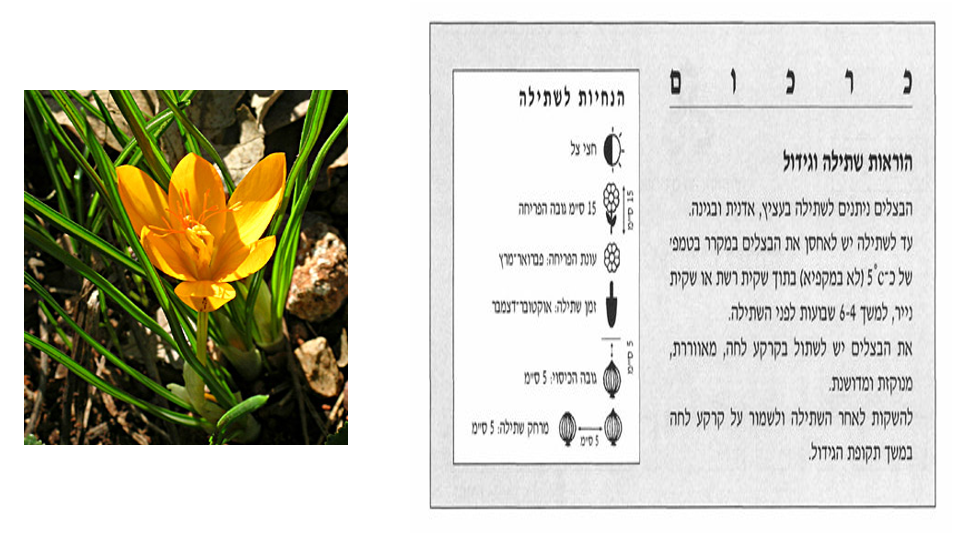 כרכום
הוראות שתילה וגידול
הבצלים ניתנים לשתילה בעציץ, אדנית ובגינה.
עד לשתילה יש לאחסן את הבצלים במקרר בטמפ׳
של כ־5°c (לא במקפיא) בתוך שקית רשת או שקית
נייר, למשך 6-4 שבועות לפני השתילה.
את הבצלים יש לשתול בקרקע לחה, מאווררת,
מנוקזת ומדושנת.
להשקות לאחר השתילה ולשמור על קרקע לחה
במשך תקופת הגידול.
הנחיות לשתילה
חצי צל
15 ס״מ
15 ס״מ גובה הפריחה
עונת הפריחה: פברואר־מרץ
זמן שתילה: אוקטובר־דצמבר
5 ס״מ
גובה הכיסוי: 5 ס״מ
5 ס״מ
מרחק שתילה: 5 ס״מ